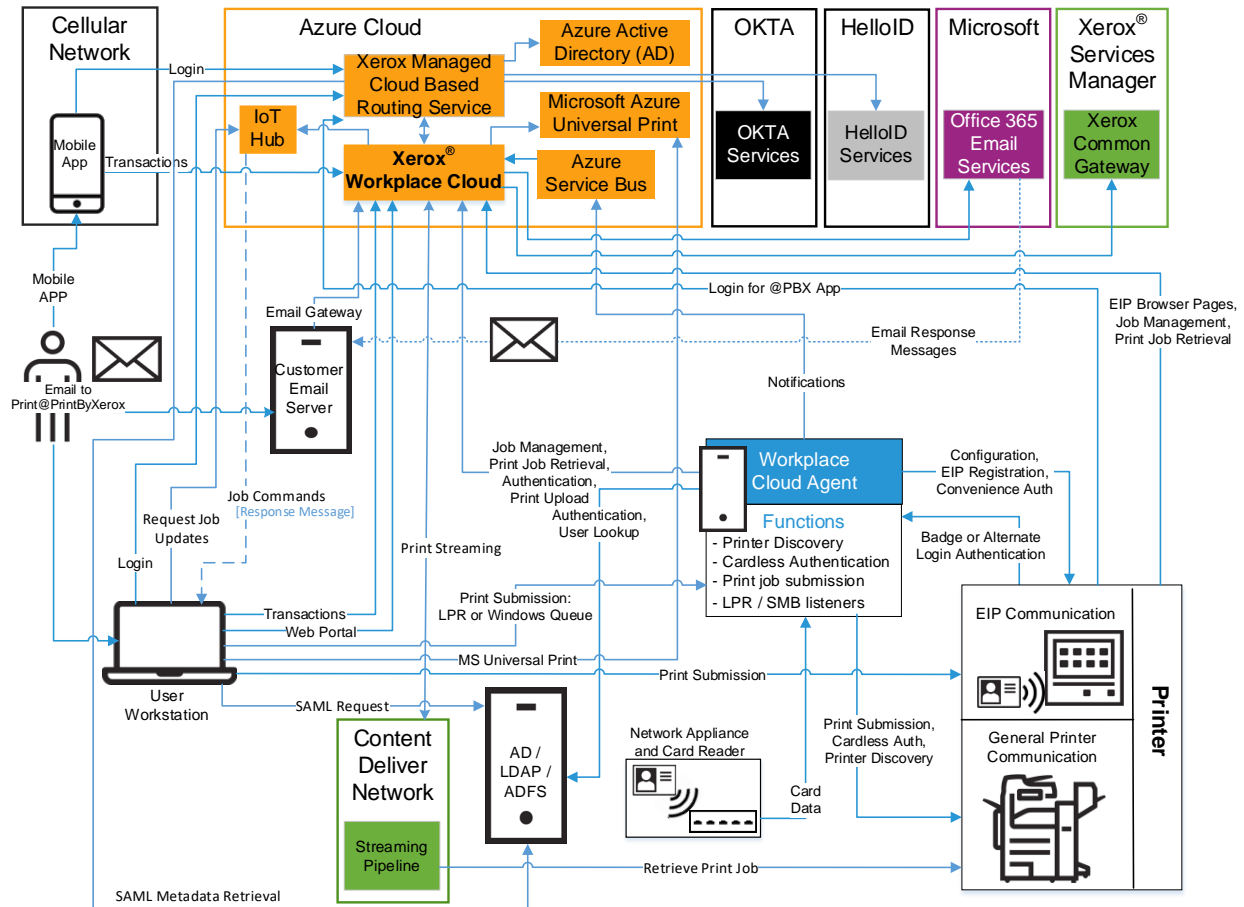 Cellular
Network
Azure Cloud
OKTA
HelloID
Microsoft
Xerox®
Services
Manager
Azure Active
Directory (AD)
Login
Xerox Managed
Cloud Based
Routing Service
IoT
Hub
Microsoft Azure
Universal Print
Mobile
App
OKTA
Services
HelloID
Services
Office 365
Email
Services
Xerox
Common
Gateway
Transactions
Xerox®
Workplace Cloud
Azure
Service Bus
Mobile
APP
Login for @PBX App
EIP Browser Pages,
Job Management,
Print Job Retrieval
Email Gateway
Email Response
Messages
Customer
Email
Server
Notifications
Email to
Print@PrintByXerox
Job Management,
Print Job Retrieval,
Authentication,
Print Upload
Authentication,
User Lookup
Workplace
Cloud Agent
Configuration,
EIP Registration,
Convenience Auth
Job Commands
[Response Message]
Request Job
Updates
Login
Print Streaming
Functions
- Printer Discovery
- Cardless Authentication
- Print job submission
- LPR / SMB listeners
Badge or Alternate
Login Authentication
Print Submission:
LPR or Windows Queue
Transactions
Web Portal
EIP Communication
MS Universal Print
Print Submission
Printer
User
Workstation
SAML Request
Content
Deliver
Network
AD /
LDAP /
ADFS
Network Appliance
and Card Reader
Print Submission,
Cardless Auth,
Printer Discovery
General Printer
Communication
Card
Data
Streaming
Pipeline
Retrieve Print Job
SAML Metadata Retrieval